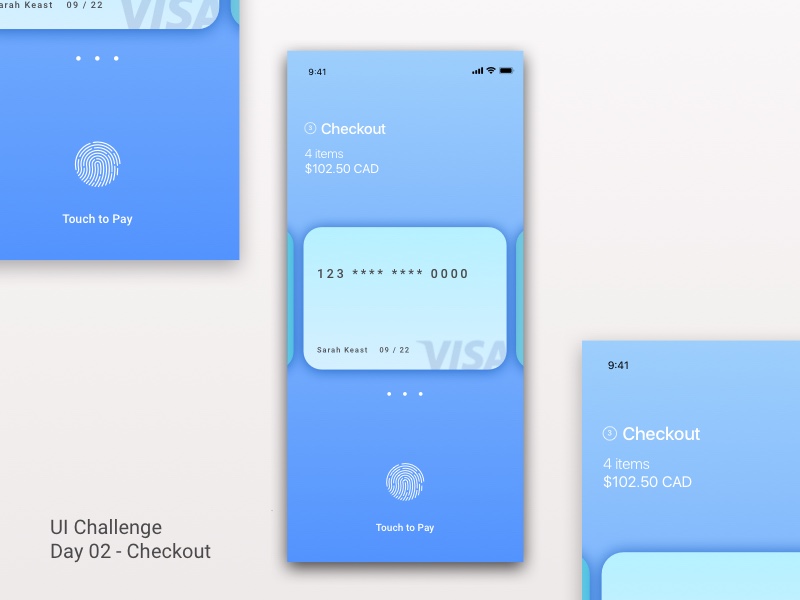 arah Keast 09 / 22
VISA
Touch to Pay
9:41
Checkout
4 items
$102.50 CAD
123 **** **** 0000
Sarah Keast 09 / 22
VISA
Touch to Pay
9:41
$ Checkout
4 items
$102.50 CAD
UI Challenge
Day 02 - Checkout